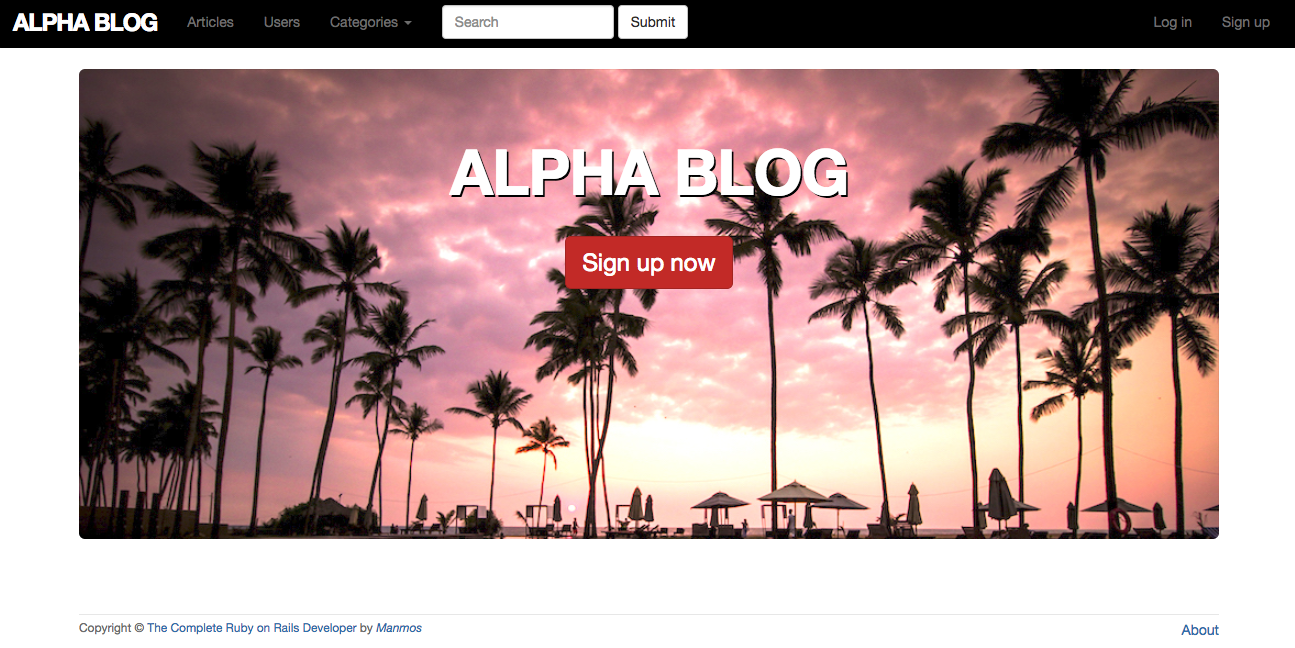 ALPHA BLOG Articles Users Categories Search Submit Log in Sign up
ALPHA BLOG
Sign up now
Copyright © The Complete Ruby on Rails Developer by Manmos About